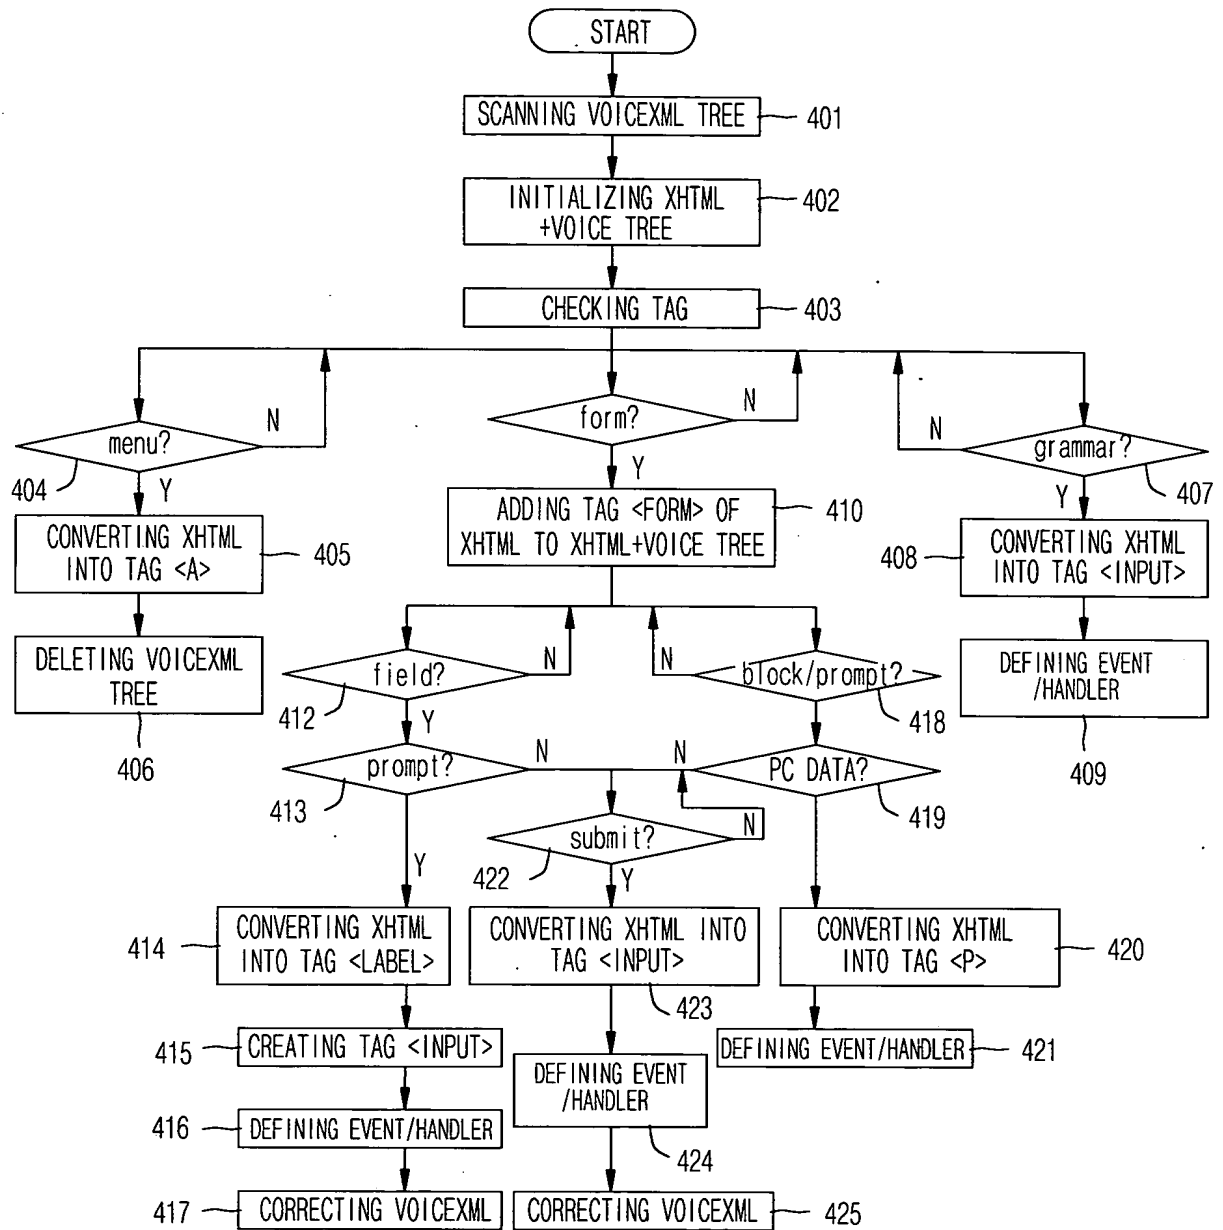 START
SCANNING VOICEXML TREE
401
INITIALIZING XHTML
+VOICE TREE
402
CHECKING TAG
403
menu?
N
404
Y
form?
N
Y
grammar?
N
407
Y
CONVERTING XHTML
INTO TAG <A>
405
ADDING TAG <FORM> OF
XHTML TO XHTML+VOICE TREE
410
CONVERTING XHTML
INTO TAG <INPUT>
408
DELETING VOICEXML
TREE
406
field?
N
412
Y
block/prompt?
N
418
DEFINING EVENT
/HANDLER
409
prompt?
N
413
Y
PC DATA?
N
419
submit?
N
422
Y
CONVERTING XHTML
INTO TAG <LABEL>
414
CONVERTING XHTML INTO
TAG <INPUT>
423
CONVERTING XHTML
INTO TAG <P>
420
CREATING TAG <INPUT>
415
DEFINING EVENT/HANDLER
421
DEFINING EVENT
/HANDLER
424
DEFINING EVENT/HANDLER
416
CORRECTING VOICEXML
417
CORRECTING VOICEXML
425